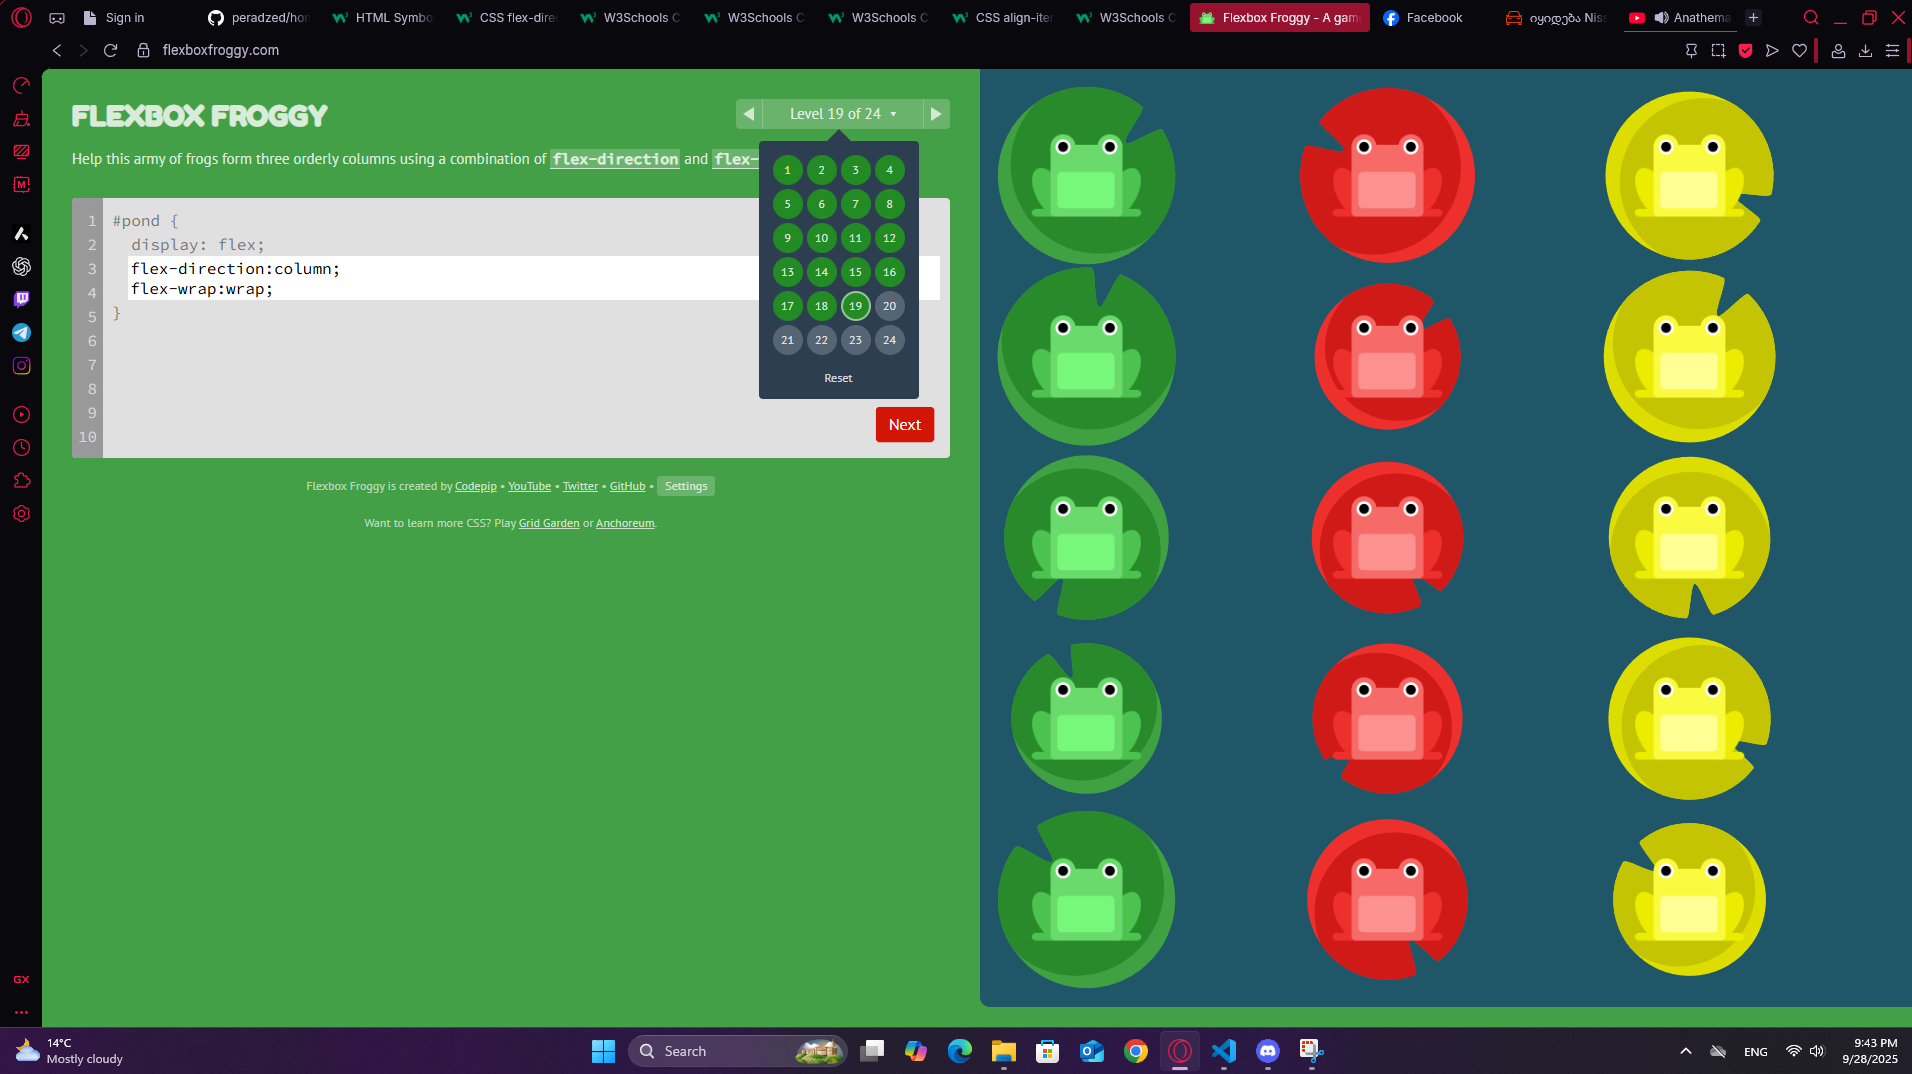 Sign in
peradzed/hon
HTML Symbo
CSS flex-dire
W3Schools C
W3Schools C
W3Schools C
CSS align-iter
W3Schools C
Flexbox Froggy - A game
Facebook
იყიდება Niss
Anathema
flexboxfroggy.com
FLEXBOX FROGGY
Level 19 of 24
Help this army of frogs form three orderly columns using a combination of flex-direction and flex-
1 2 3 4
5 6 7 8
9 10 11 12
13 14 15 16
17 18 19 20
21 22 23 24
Reset
1 #pond {
2 display: flex;
3 flex-direction:column;
4 flex-wrap:wrap;
5 }
6
7
8
9
10
Next
Flexbox Froggy is created by Codepip • YouTube • Twitter • GitHub • Settings
Want to learn more CSS? Play Grid Garden or Anchoreum.
M
GX
14°C
Mostly cloudy
Search
ENG
9:43 PM
9/28/2025